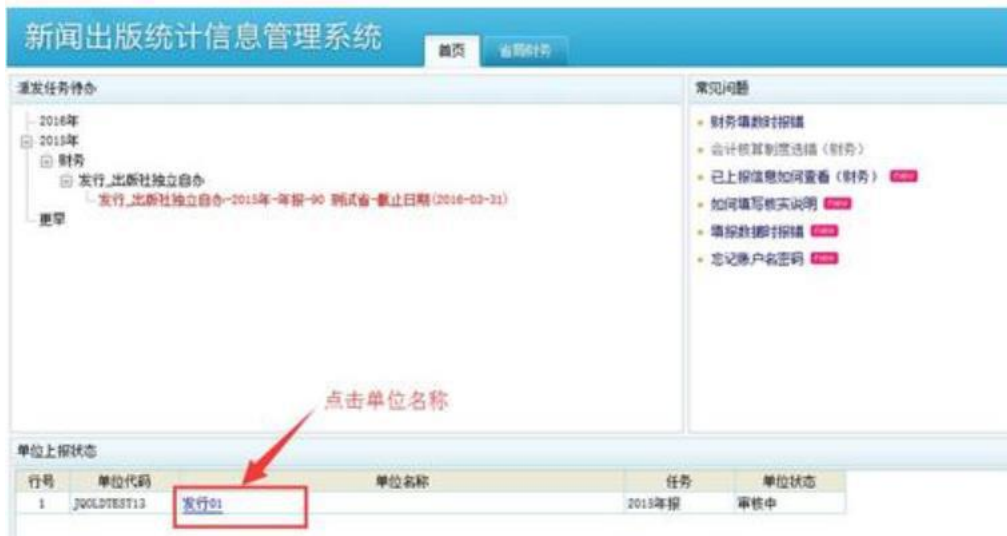 新闻出版统计信息管理系统
首页
省局财务
派发任务待办
常见问题
2016年
2015年
财务
发行_出版社独立自办
发行_出版社独立自办-2015年-年报-90 测试省-截止日期(2016-03-31)
更早
财务填数时报错
会计核算制度选错（财务）
已上报信息如何查看（财务） new
如何填写核实说明 new
填报数据时报错 new
忘记账户名密码 new
点击单位名称
单位上报状态
行号 单位代码 单位名称 任务 单位状态
1 JQOLDTEST13 发行01 2015年报 审核中